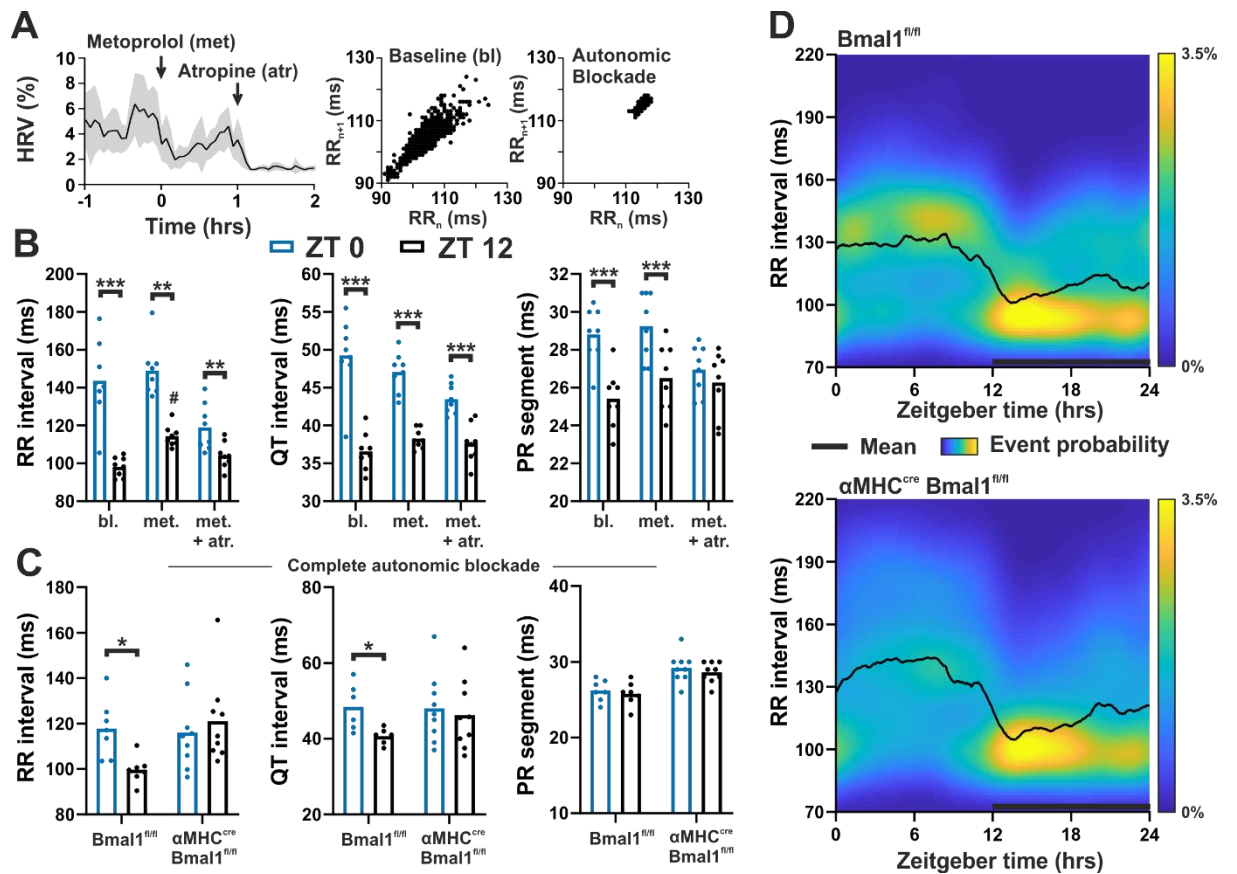 A
Metoprolol (met)
Atropine (atr)
HRV (%)
10
8
6
4
2
0
-1 0 1 2
Time (hrs)
Baseline (bl)
RRn+1 (ms)
130
110
90
90 110 130
RRn (ms)
Autonomic
Blockade
RRn+1 (ms)
130
110
90
90 110 130
RRn (ms)
B
ZT 0 ZT 12
RR interval (ms)
200
180
160
140
120
100
80
*** ** **
#
bl. met. met.
+ atr.
QT interval (ms)
60
55
50
45
40
35
30
*** *** ***
bl. met. met.
+ atr.
PR segment (ms)
32
30
28
26
24
22
20
*** ***
bl. met. met.
+ atr.
C
Complete autonomic blockade
RR interval (ms)
180
160
140
120
100
80
*
Bmal1fl/fl αMHCcre
Bmal1fl/fl
QT interval (ms)
80
60
40
20
*
Bmal1fl/fl αMHCcre
Bmal1fl/fl
PR segment (ms)
40
30
20
10
Bmal1fl/fl αMHCcre
Bmal1fl/fl
D
Bmal1fl/fl
RR interval (ms)
220
190
160
130
100
70
0 6 12 18 24
Zeitgeber time (hrs)
3.5%
0%
Mean Event probability
αMHCcre Bmal1fl/fl
RR interval (ms)
220
190
160
130
100
70
0 6 12 18 24
Zeitgeber time (hrs)
3.5%
0%